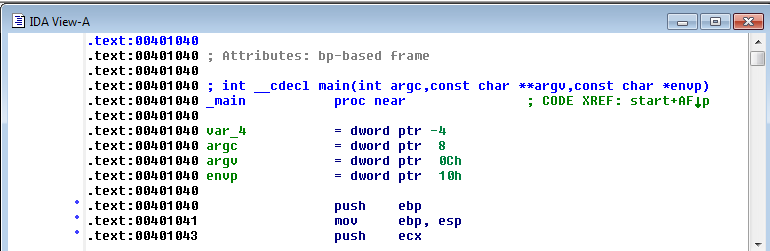 IDA View-A
.text:00401040
.text:00401040 ; Attributes: bp-based frame
.text:00401040
.text:00401040 ; int __cdecl main(int argc,const char **argv,const char *envp)
.text:00401040 _main proc near ; CODE XREF: start+AF↓p
.text:00401040
.text:00401040 var_4 = dword ptr -4
.text:00401040 argc = dword ptr 8
.text:00401040 argv = dword ptr 0Ch
.text:00401040 envp = dword ptr 10h
.text:00401040
.text:00401040 push ebp
.text:00401041 mov ebp, esp
.text:00401043 push ecx